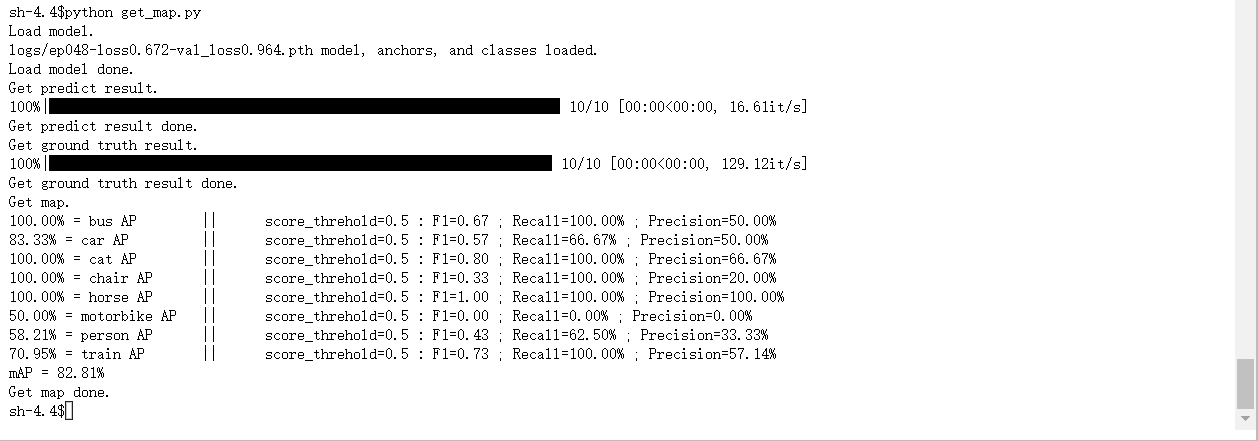 sh-4.4$python get_map.py
Load model.
logs/ep048-loss0.672-val_loss0.964.pth model, anchors, and classes loaded.
Load model done.
Get predict result.
100%| 10/10 [00:00<00:00, 16.61it/s]
Get predict result done.
Get ground truth result.
100%| 10/10 [00:00<00:00, 129.12it/s]
Get ground truth result done.
Get map.
100.00% = bus AP || score_threhold=0.5 : F1=0.67 ; Recall=100.00% ; Precision=50.00%
83.33% = car AP || score_threhold=0.5 : F1=0.57 ; Recall=66.67% ; Precision=50.00%
100.00% = cat AP || score_threhold=0.5 : F1=0.80 ; Recall=100.00% ; Precision=66.67%
100.00% = chair AP || score_threhold=0.5 : F1=0.33 ; Recall=100.00% ; Precision=20.00%
100.00% = horse AP || score_threhold=0.5 : F1=1.00 ; Recall=100.00% ; Precision=100.00%
50.00% = motorbike AP || score_threhold=0.5 : F1=0.00 ; Recall=0.00% ; Precision=0.00%
58.21% = person AP || score_threhold=0.5 : F1=0.43 ; Recall=62.50% ; Precision=33.33%
70.95% = train AP || score_threhold=0.5 : F1=0.73 ; Recall=100.00% ; Precision=57.14%
mAP = 82.81%
Get map done.
sh-4.4$